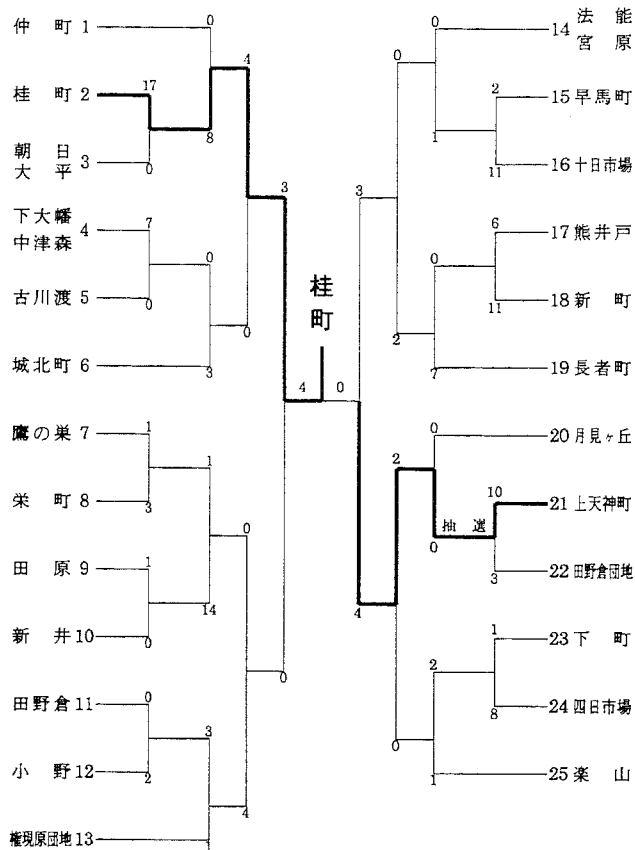 仲町 1
桂町 2
朝日
大平 3
下大幡
中津森 4
古川渡 5
城北町 6
鷹の巣 7
栄町 8
田原 9
新井 10
田野倉 11
小野 12
権現原団地 13
0
17
0
8
4
7
0
0
3
0
3
1
3
1
1
0
14
0
0
2
3
4
0
桂
町
4
0
3
4
0
2
2
0
0
1
2
11
6
11
0
7
0
抽選
0
10
3
1
8
2
1
14 法能
宮原
15 早馬町
16 十日市場
17 熊井戸
18 新町
19 長者町
20 月見ヶ丘
21 上天神町
22 田野倉団地
23 下町
24 四日市場
25 楽山